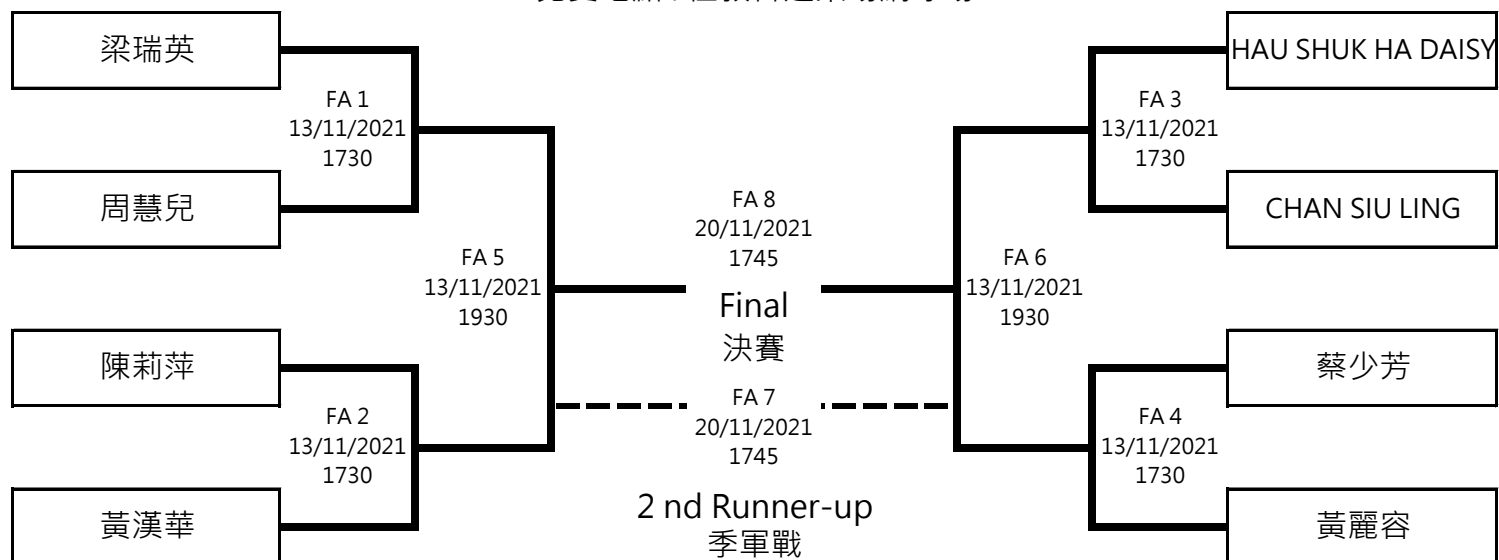 梁瑞英
FA 1
13/11/2021
1730
周慧兒
FA 5
13/11/2021
1930
陳莉萍
FA 2
13/11/2021
1730
黃漢華
FA 8
20/11/2021
1745
Final
決賽
FA 7
20/11/2021
1745
2 nd Runner-up
季軍戰
HAU SHUK HA DAISY
FA 3
13/11/2021
1730
CHAN SIU LING
FA 6
13/11/2021
1930
蔡少芳
FA 4
13/11/2021
1730
黃麗容